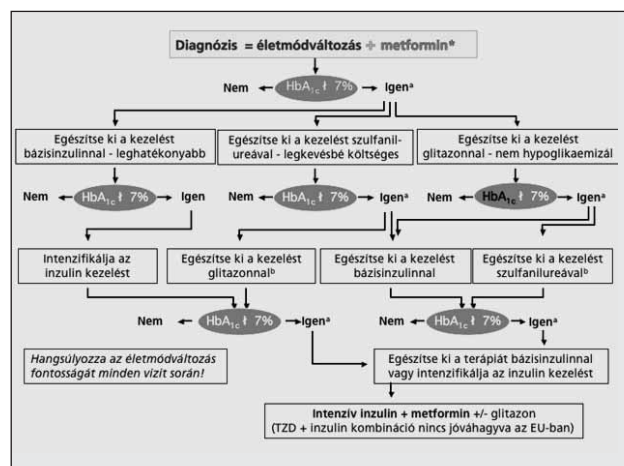 Diagnózis = életmódváltozás + metformin*
Nem HbA1c ł 7% Igenª
Egészítse ki a kezelést
bázisinzulinnal - leghatékonyabb
Egészítse ki a kezelést szulfanil-
ureával - legkevésbé költséges
Egészítse ki a kezelést
glitazonnal - nem hypoglikaemizál
Nem HbA1c ł 7% Igen
Nem HbA1c ł 7% Igenª
Nem HbA1c ł 7% Igenª
Intenzifikálja az
inzulin kezelést
Egészítse ki a kezelést
glitazonnalᵇ
Egészítse ki a kezelést
bázisinzulinnal
Egészítse ki a kezelést
szulfanilureávalᵇ
Nem HbA1c ł 7% Igenª
Nem HbA1c ł 7% Igenª
Hangsúlyozza az életmódváltozás
fontosságát minden vizit során!
Egészítse ki a terápiát bázisinzulinnal
vagy intenzifikálja az inzulin kezelést
Intenzív inzulin + metformin +/- glitazon
(TZD + inzulin kombináció nincs jóváhagyva az EU-ban)